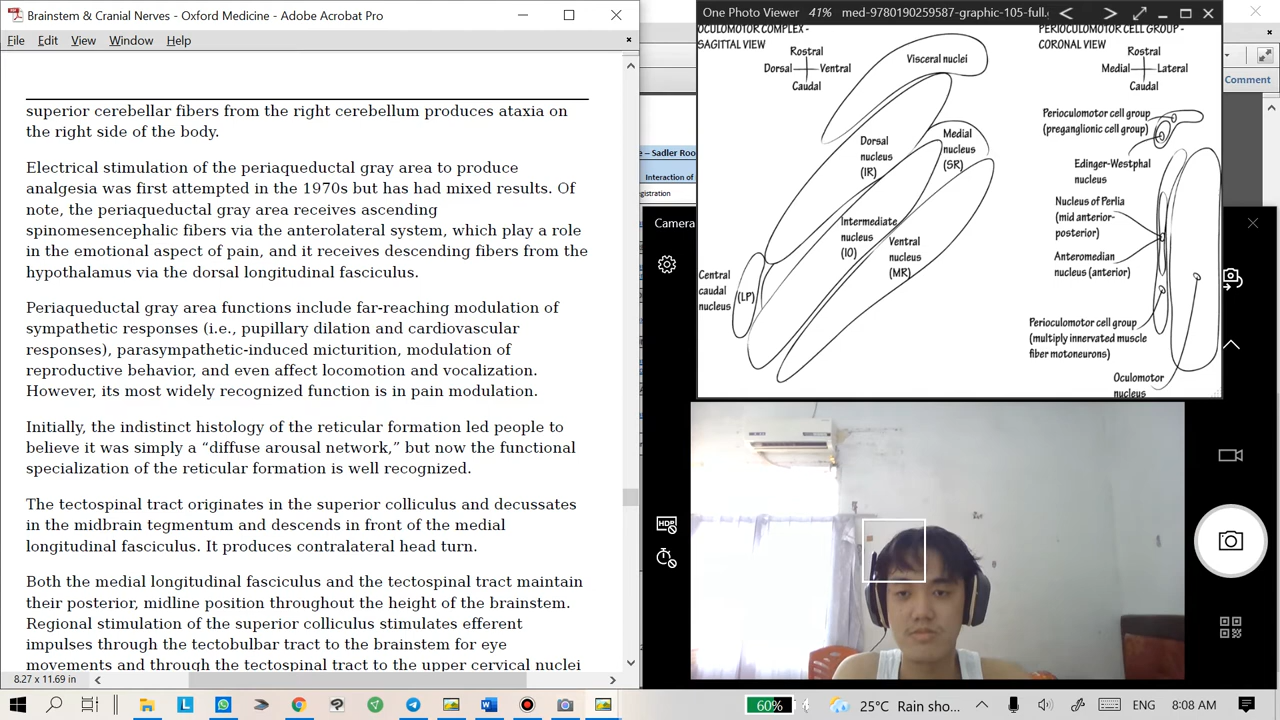 Brainstem & Cranial Nerves - Oxford Medicine - Adobe Acrobat Pro
File Edit View Window Help
superior cerebellar fibers from the right cerebellum produces ataxia on
the right side of the body.
Electrical stimulation of the periaqueductal gray area to produce
analgesia was first attempted in the 1970s but has had mixed results. Of
note, the periaqueductal gray area receives ascending
spinomesencephalic fibers via the anterolateral system, which play a role
in the emotional aspect of pain, and it receives descending fibers from the
hypothalamus via the dorsal longitudinal fasciculus.
Periaqueductal gray area functions include far-reaching modulation of
sympathetic responses (i.e., pupillary dilation and cardiovascular
responses), parasympathetic-induced micturition, modulation of
reproductive behavior, and even affect locomotion and vocalization.
However, its most widely recognized function is in pain modulation.
Initially, the indistinct histology of the reticular formation led people to
believe it was simply a “diffuse arousal network,” but now the functional
specialization of the reticular formation is well recognized.
The tectospinal tract originates in the superior colliculus and decussates
in the midbrain tegmentum and descends in front of the medial
longitudinal fasciculus. It produces contralateral head turn.
Both the medial longitudinal fasciculus and the tectospinal tract maintain
their posterior, midline position throughout the height of the brainstem.
Regional stimulation of the superior colliculus stimulates efferent
impulses through the tectobulbar tract to the brainstem for eye
movements and through the tectospinal tract to the upper cervical nuclei
8.27 x 11.69 in
e – Sadler Roo
Interaction of
gistration
Comment
One Photo Viewer 41% med-9780190259587-graphic-105-full.
OCULOMOTOR COMPLEX -
SAGITTAL VIEW
Rostral
Dorsal Ventral
Caudal
Visceral nuclei
Dorsal
nucleus
(IR)
Medial
nucleus
(SR)
Intermediate
nucleus
(IO)
Ventral
nucleus
(MR)
Central
caudal
nucleus
(LP)
PERIOCULOMOTOR CELL GROUP -
CORONAL VIEW
Rostral
Medial Lateral
Caudal
Perioculomotor cell group
(preganglionic cell group)
Edinger-Westphal
nucleus
Nucleus of Perlia
(mid anterior-
posterior)
Anteromedian
nucleus (anterior)
Perioculomotor cell group
(multiply innervated muscle
fiber motoneurons)
Oculomotor
nucleus
Camera
HDR
60% 25°C Rain sho... ENG 8:08 AM